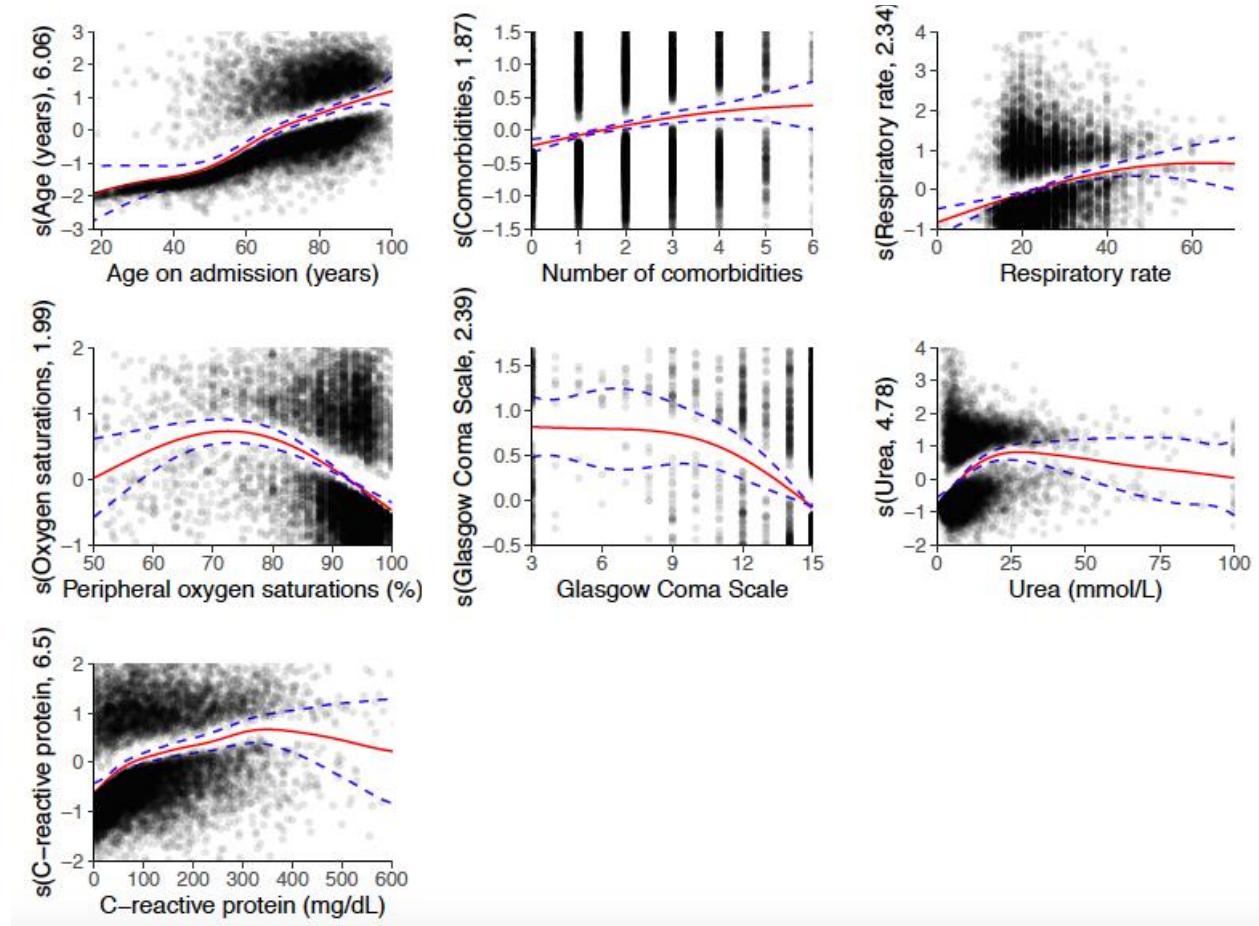 s(Age (years), 6.06)
3
2
1
0
−1
−2
−3
20 40 60 80 100
Age on admission (years)
s(Comorbidities, 1.87)
1.5
1.0
0.5
0.0
−0.5
−1.0
−1.5
0 1 2 3 4 5 6
Number of comorbidities
s(Respiratory rate, 2.34)
4
3
2
1
0
−1
0 20 40 60
Respiratory rate
s(Oxygen saturations, 1.99)
2
1
0
−1
50 60 70 80 90 100
Peripheral oxygen saturations (%)
s(Glasgow Coma Scale, 2.39)
1.5
1.0
0.5
0.0
−0.5
3 6 9 12 15
Glasgow Coma Scale
s(Urea, 4.78)
4
3
2
1
0
−1
−2
0 25 50 75 100
Urea (mmol/L)
s(C−reactive protein, 6.5)
2
1
0
−1
−2
0 100 200 300 400 500 600
C−reactive protein (mg/dL)